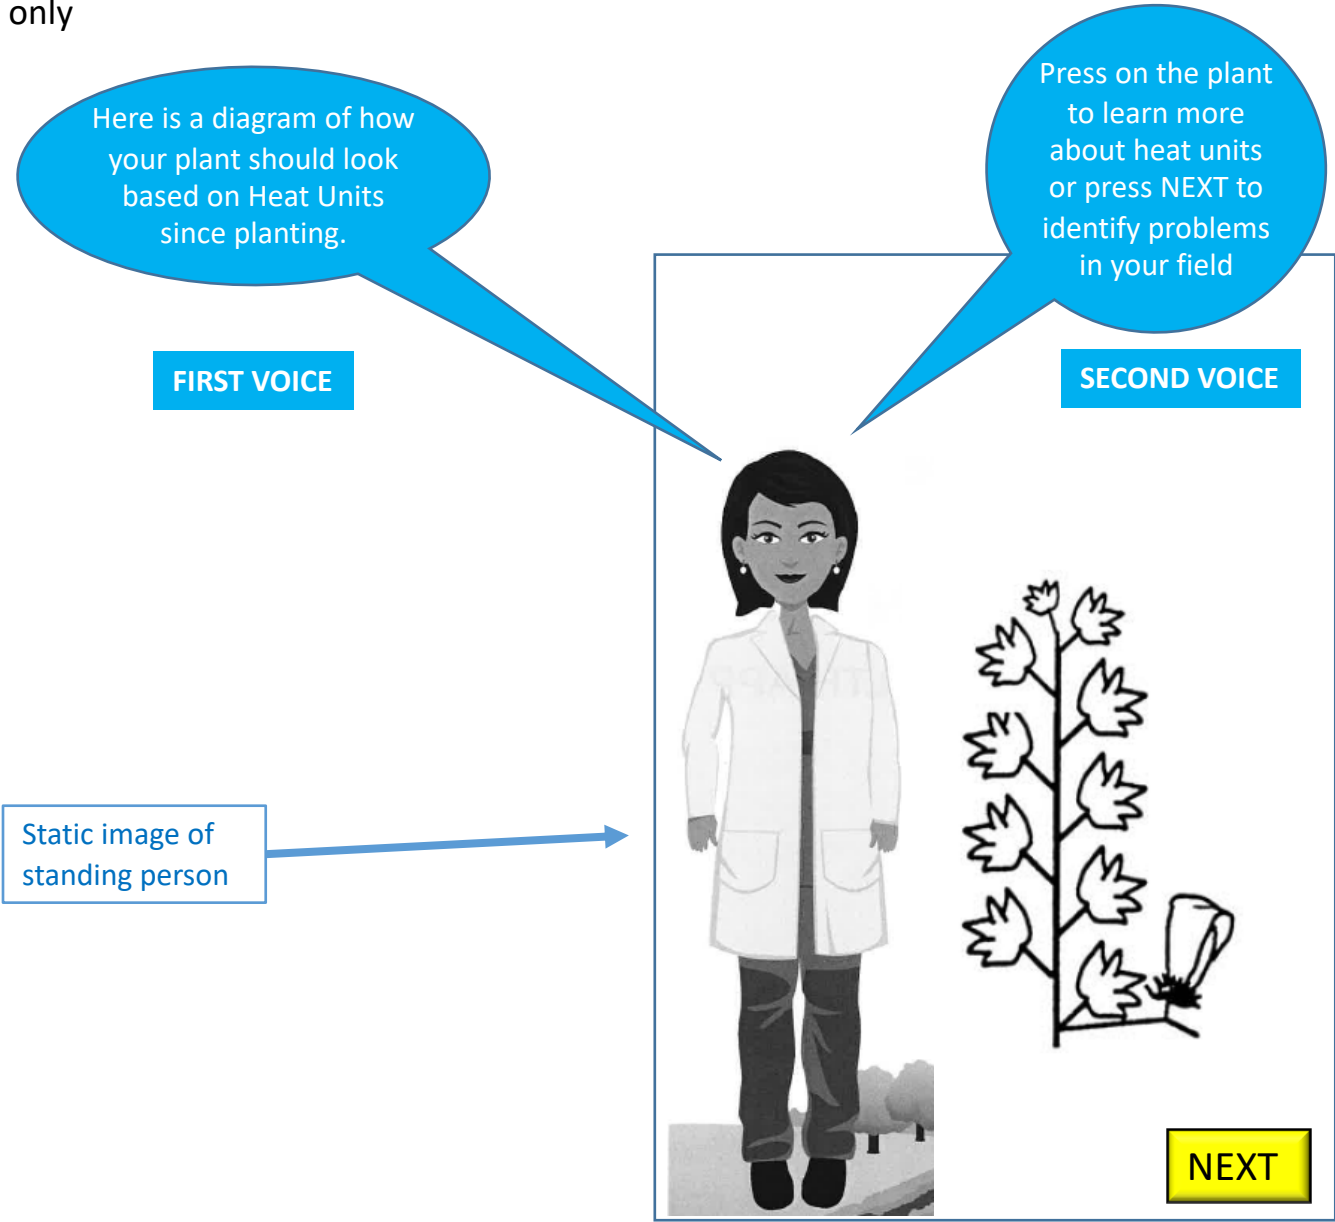 only
Here is a diagram of how
your plant should look
based on Heat Units
since planting.
Press on the plant
to learn more
about heat units
or press NEXT to
identify problems
in your field
FIRST VOICE
SECOND VOICE
Static image of
standing person
NEXT